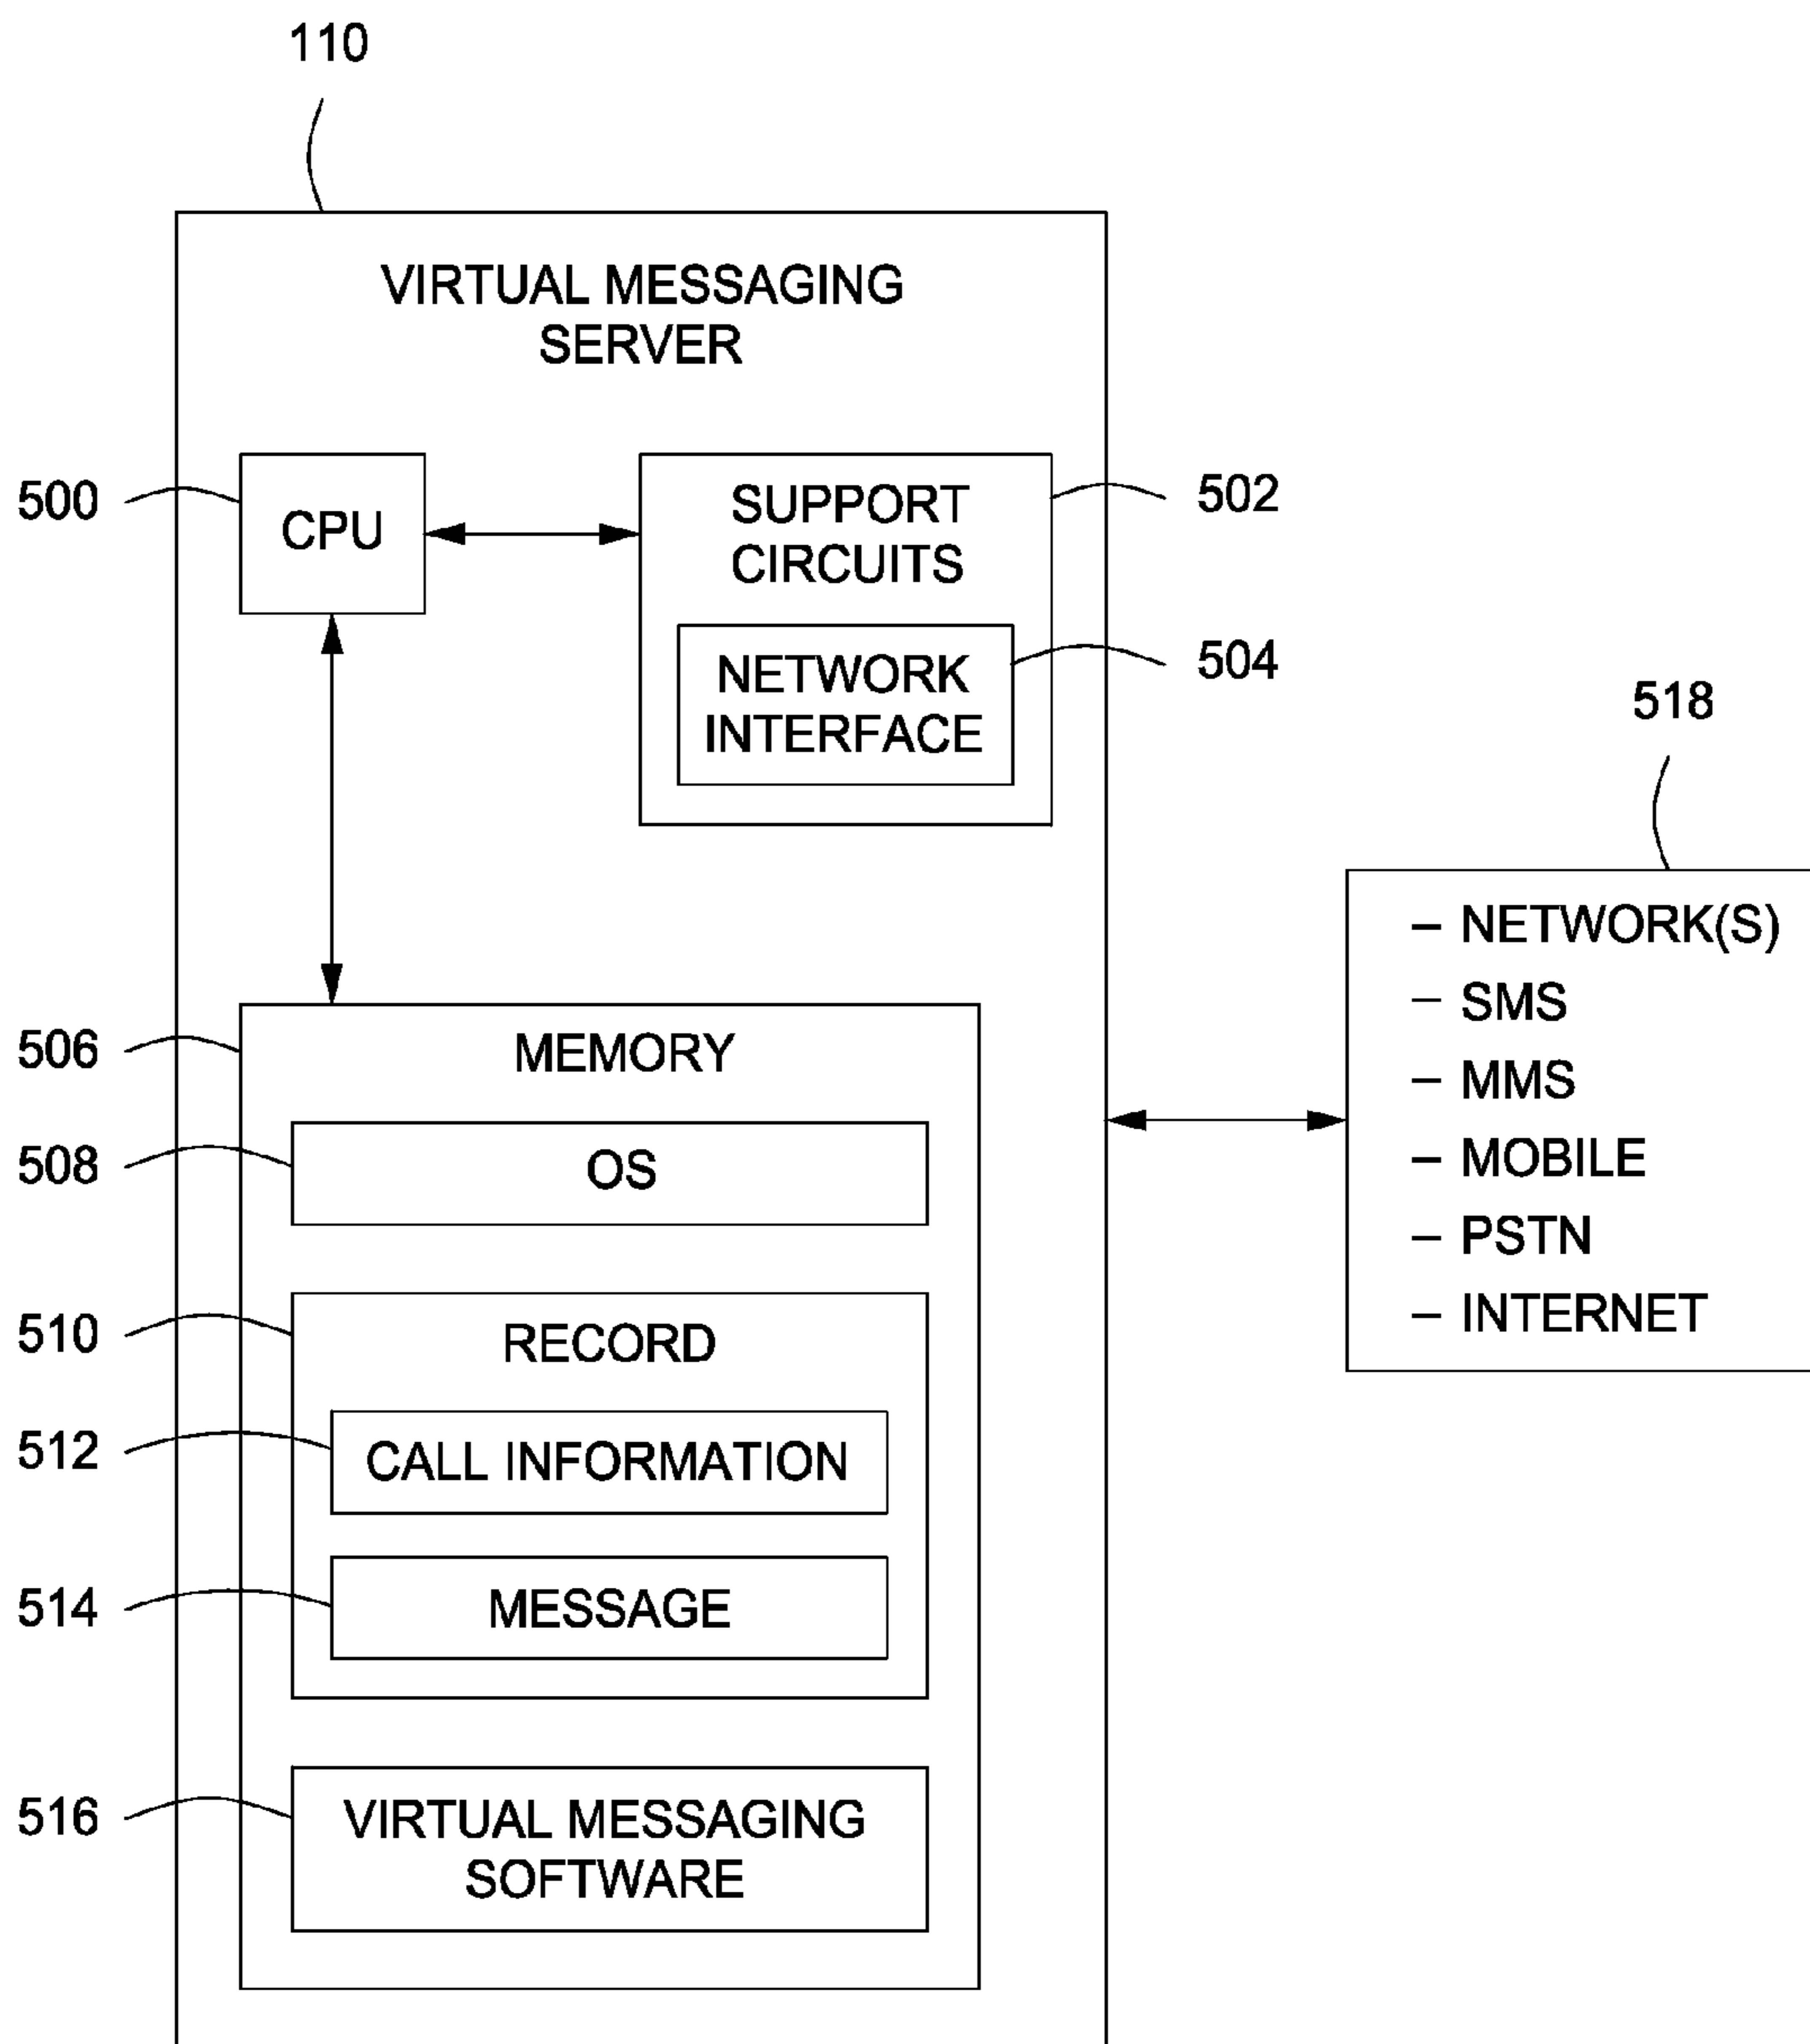 110
VIRTUAL MESSAGING
SERVER
500
CPU
SUPPORT
CIRCUITS
502
NETWORK
INTERFACE
504
518
– NETWORK(S)
– SMS
– MMS
– MOBILE
– PSTN
– INTERNET
506
MEMORY
508
OS
510
RECORD
512
CALL INFORMATION
514
MESSAGE
516
VIRTUAL MESSAGING
SOFTWARE